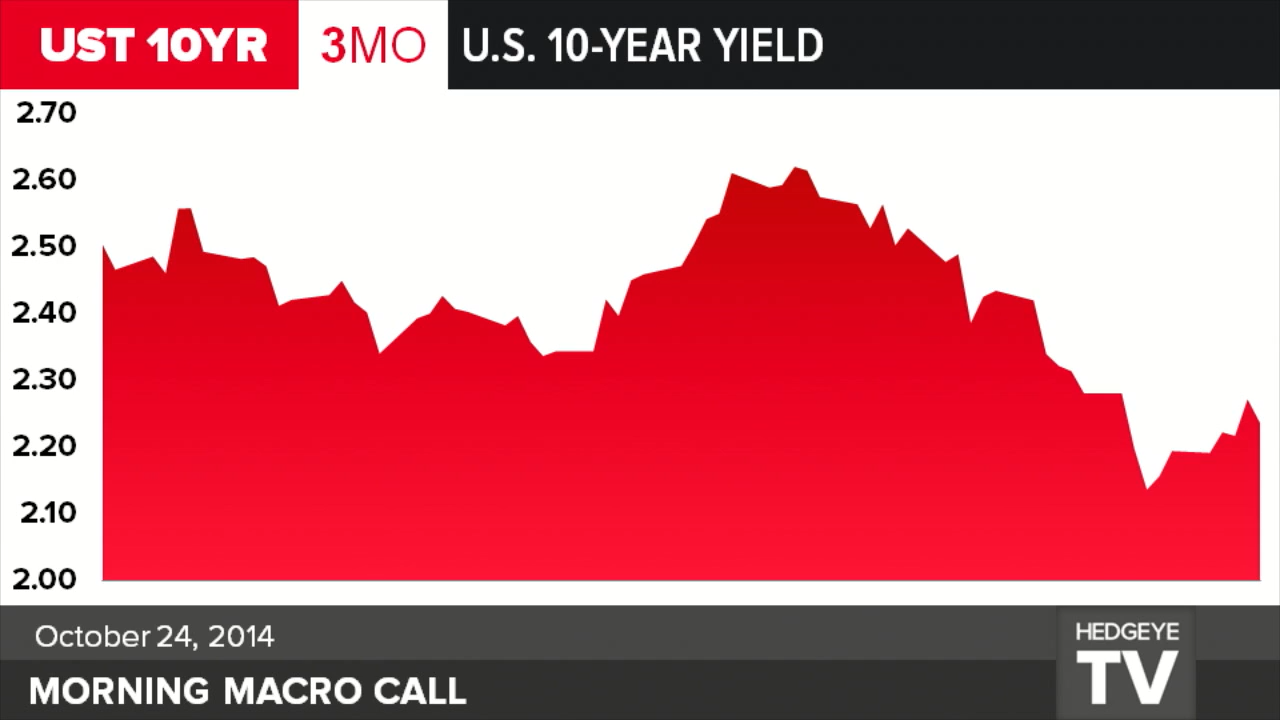 UST 10YR 3MO U.S. 10-YEAR YIELD
2.70
2.60
2.50
2.40
2.30
2.20
2.10
2.00
October 24, 2014
MORNING MACRO CALL
HEDGEYE
TV